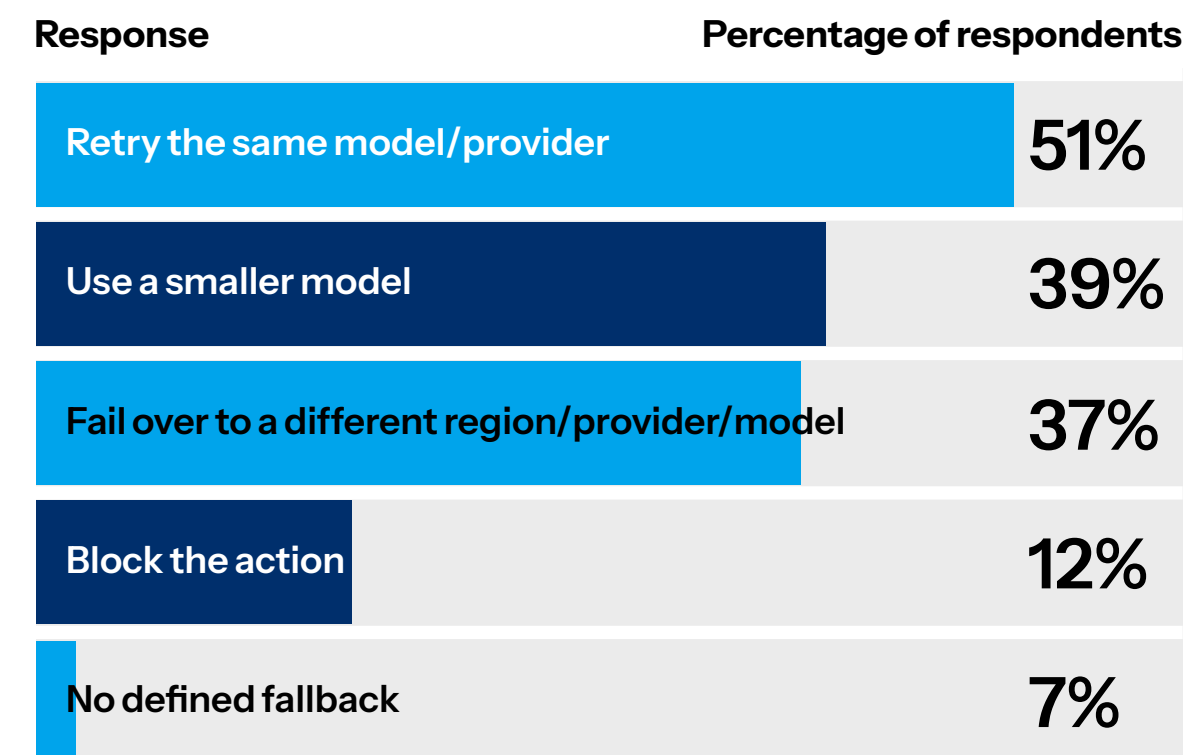 Response
Percentage of respondents
Retry the same model/provider
51%
Use a smaller model
39%
Fail over to a different region/provider/model
37%
Block the action
12%
No defined fallback
7%